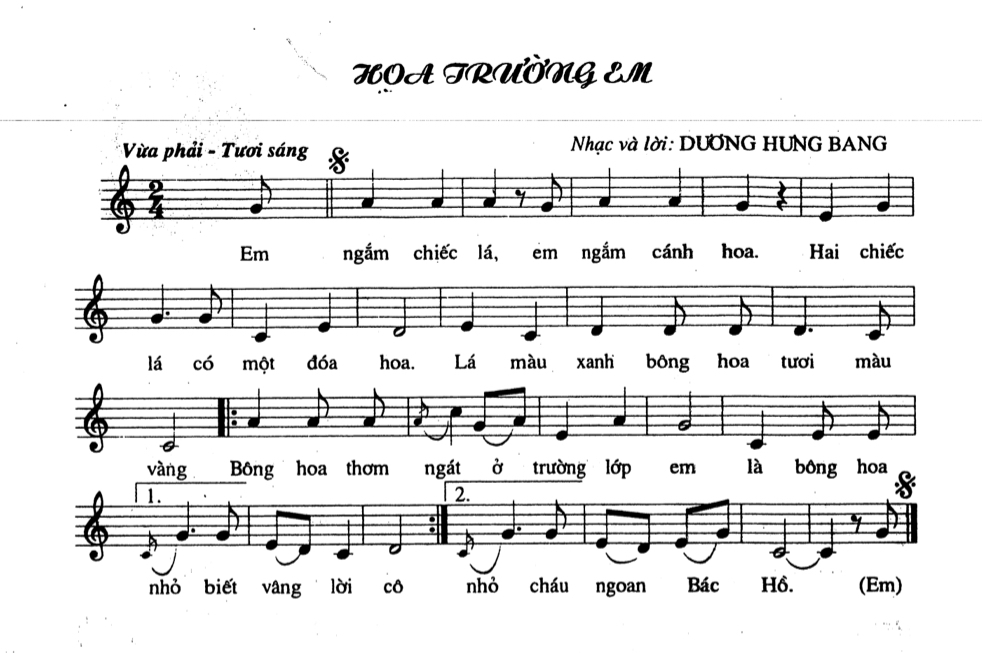 HỌA TRƯỜNG EM
Vừa phải - Tươi sáng
Nhạc và lời: DƯƠNG HƯNG BANG
2
4
Em ngắm chiếc lá, em ngắm cánh hoa. Hai chiếc
lá có một đóa hoa. Lá màu xanh bông hoa tươi màu
vàng Bông hoa thơm ngát ở trường lớp em là bông hoa
1. 2.
nhỏ biết vâng lời cô nhỏ cháu ngoan Bác Hồ. (Em)